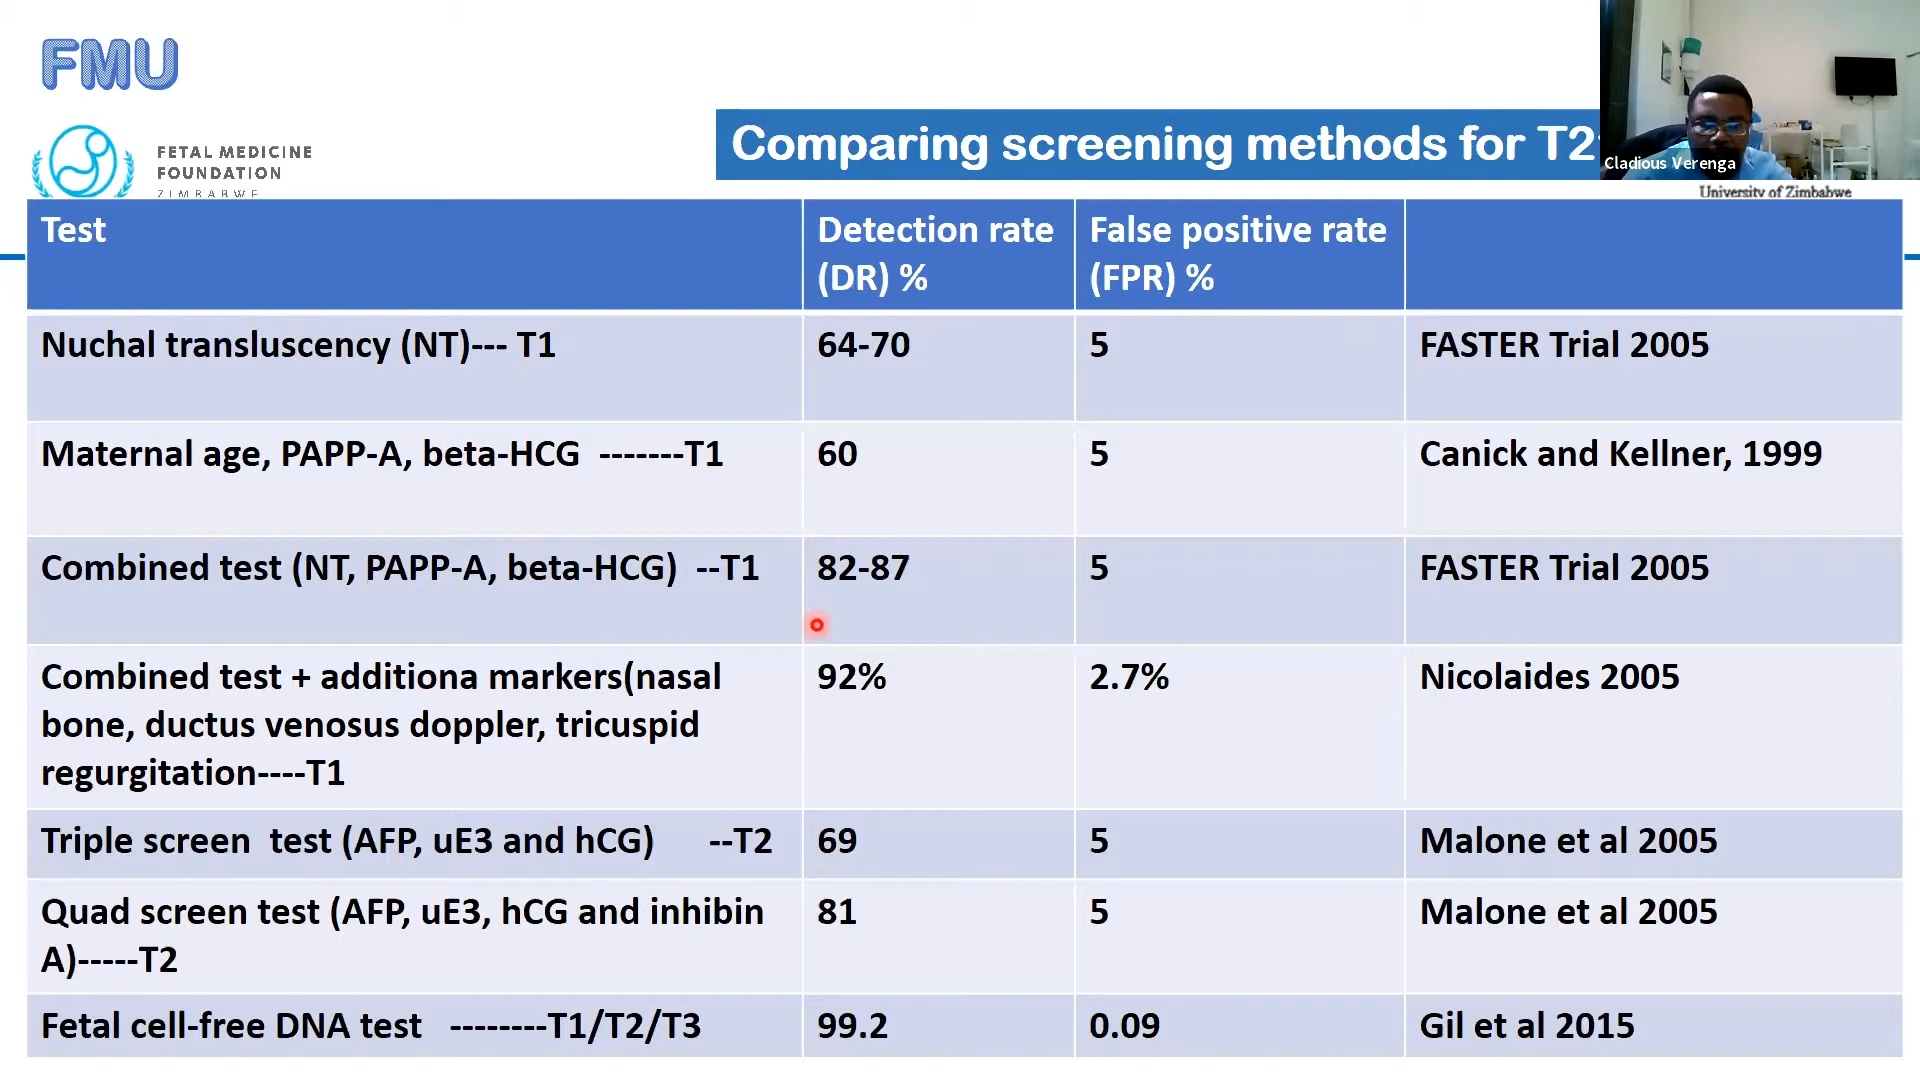 FMU
FETAL MEDICINE
FOUNDATION
ZIMBABWE
Comparing screening methods for T2
Cladious Verenga
University of Zimbabwe
Test
Detection rate
(DR) %
False positive rate
(FPR) %
Nuchal transluscency (NT)--- T1
64-70
5
FASTER Trial 2005
Maternal age, PAPP-A, beta-HCG -------T1
60
5
Canick and Kellner, 1999
Combined test (NT, PAPP-A, beta-HCG) --T1
82-87
5
FASTER Trial 2005
Combined test + additiona markers(nasal
bone, ductus venosus doppler, tricuspid
regurgitation----T1
92%
2.7%
Nicolaides 2005
Triple screen test (AFP, uE3 and hCG) --T2
69
5
Malone et al 2005
Quad screen test (AFP, uE3, hCG and inhibin
A)-----T2
81
5
Malone et al 2005
Fetal cell-free DNA test --------T1/T2/T3
99.2
0.09
Gil et al 2015